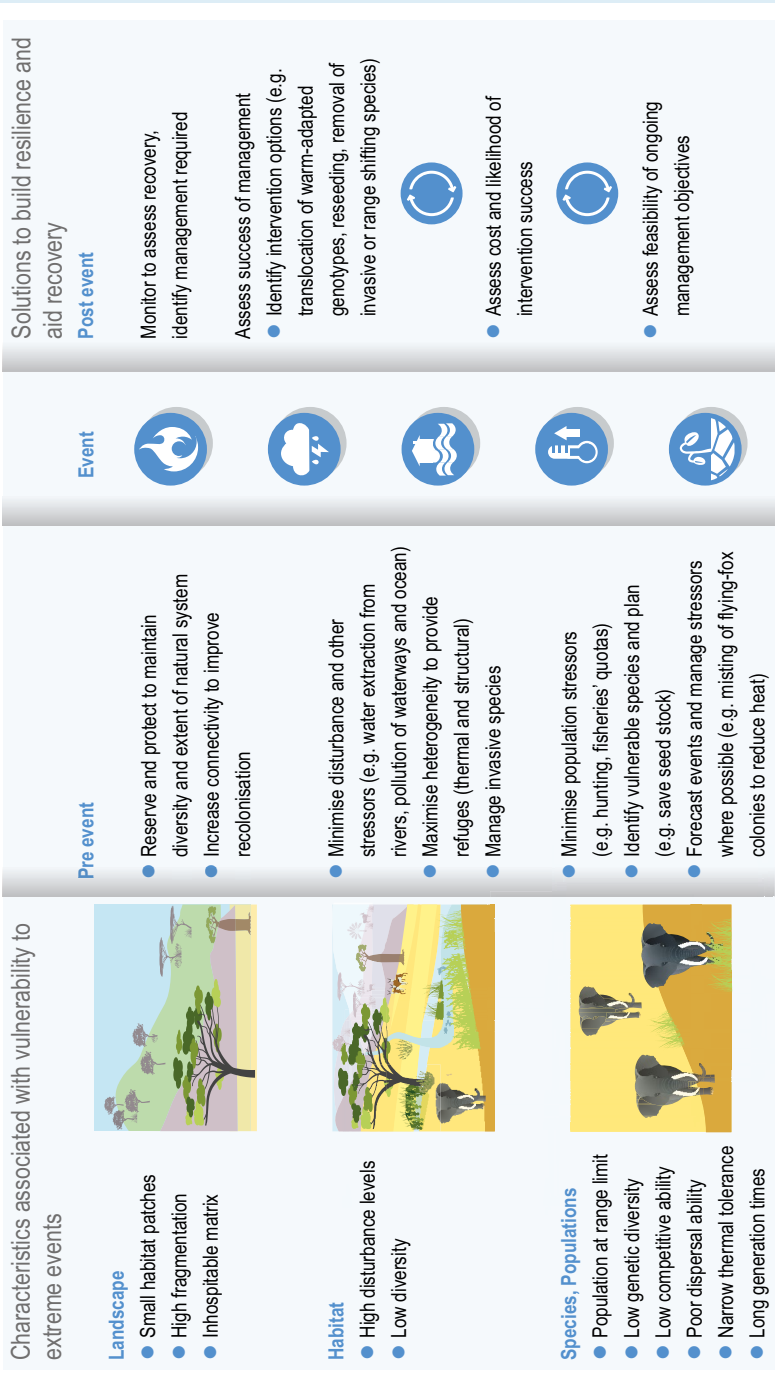 Characteristics associated with vulnerability to
extreme events
Landscape
● Small habitat patches
● High fragmentation
● Inhospitable matrix
Habitat
● High disturbance levels
● Low diversity
Species, Populations
● Population at range limit
● Low genetic diversity
● Low competitive ability
● Poor dispersal ability
● Narrow thermal tolerance
● Long generation times
Pre event
● Reserve and protect to maintain
diversity and extent of natural system
● Increase connectivity to improve
recolonisation
● Minimise disturbance and other
stressors (e.g. water extraction from
rivers, pollution of waterways and ocean)
● Maximise heterogeneity to provide
refuges (thermal and structural)
● Manage invasive species
● Minimise population stressors
(e.g. hunting, fisheries' quotas)
● Identify vulnerable species and plan
(e.g. save seed stock)
● Forecast events and manage stressors
where possible (e.g. misting of flying-fox
colonies to reduce heat)
Event
Solutions to build resilience and
aid recovery
Post event
Monitor to assess recovery,
identify management required
Assess success of management
● Identify intervention options (e.g.
translocation of warm-adapted
genotypes, reseeding, removal of
invasive or range shifting species)
● Assess cost and likelihood of
intervention success
● Assess feasibility of ongoing
management objectives